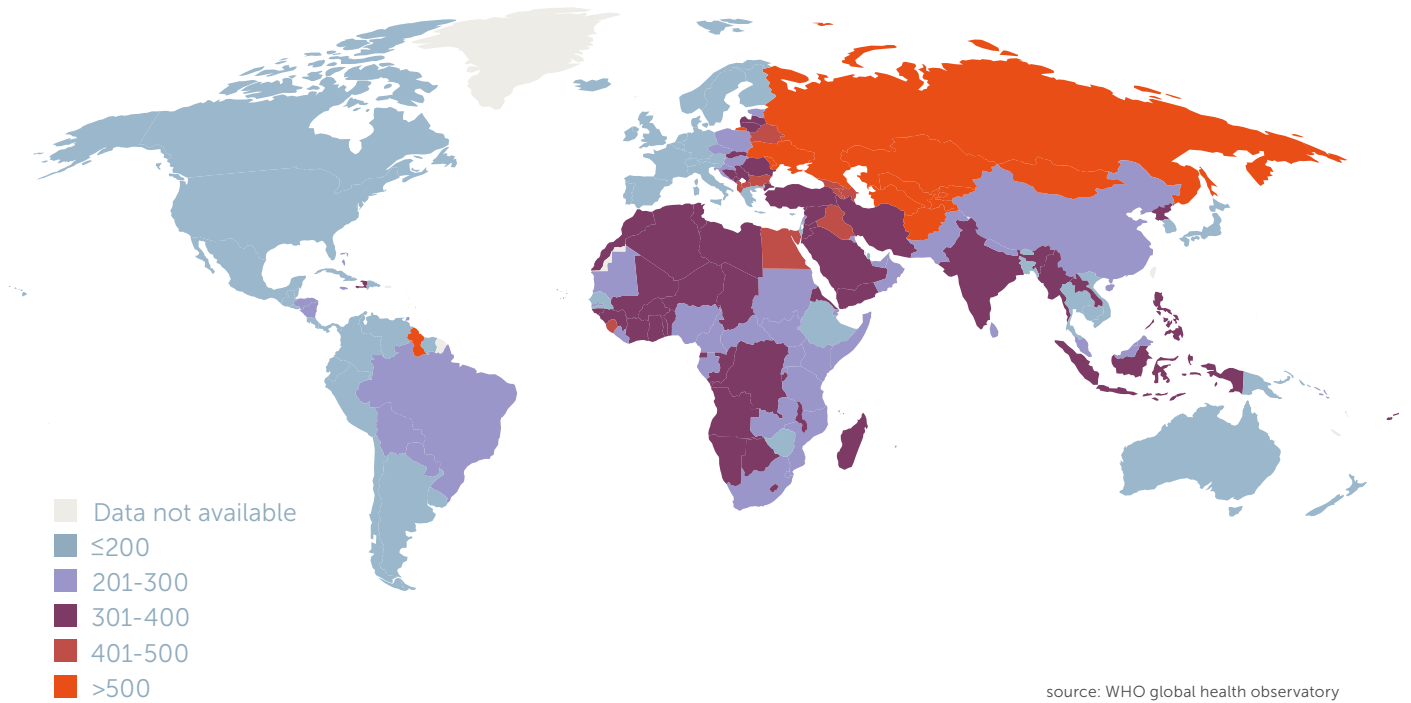 Data not available
≤200
201-300
301-400
401-500
>500
source: WHO global health observatory